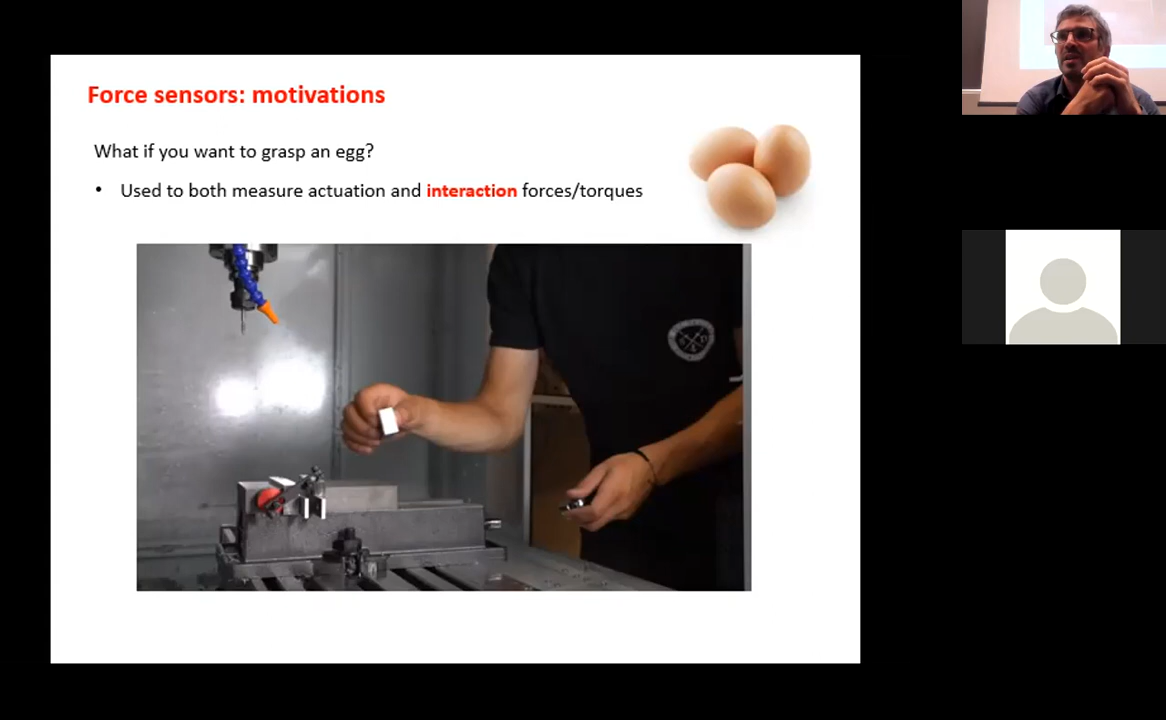 Force sensors: motivations
What if you want to grasp an egg?
• Used to both measure actuation and interaction forces/torques